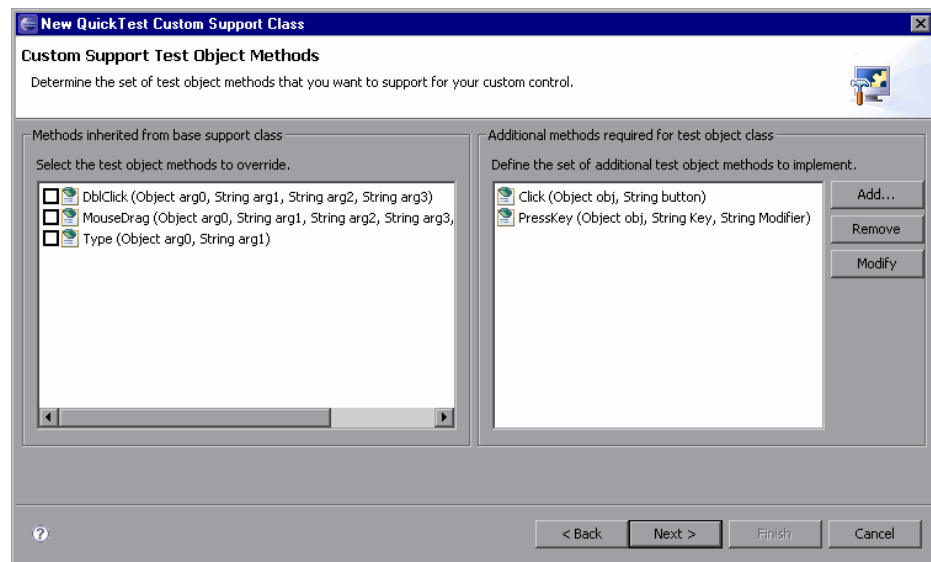 New QuickTest Custom Support Class
Custom Support Test Object Methods
Determine the set of test object methods that you want to support for your custom control.
Methods inherited from base support class
Select the test object methods to override.
DblClick (Object arg0, String arg1, String arg2, String arg3)
MouseDrag (Object arg0, String arg1, String arg2, String arg3,
Type (Object arg0, String arg1)
Additional methods required for test object class
Define the set of additional test object methods to implement.
Click (Object obj, String button)
PressKey (Object obj, String Key, String Modifier)
Add...
Remove
Modify
?
< Back
Next >
Finish
Cancel